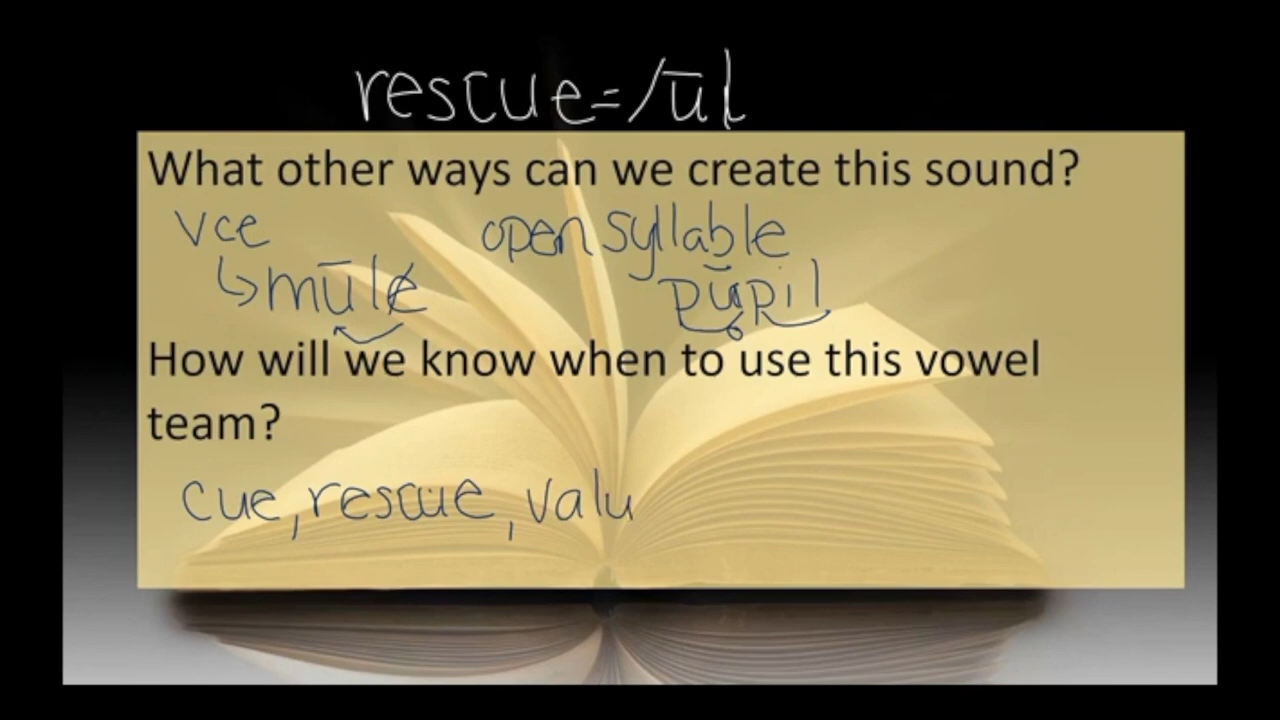 rescue=/ū/
What other ways can we create this sound?
vce open syllable
↳mūle pūpil
How will we know when to use this vowel
team?
cue, rescue, valu